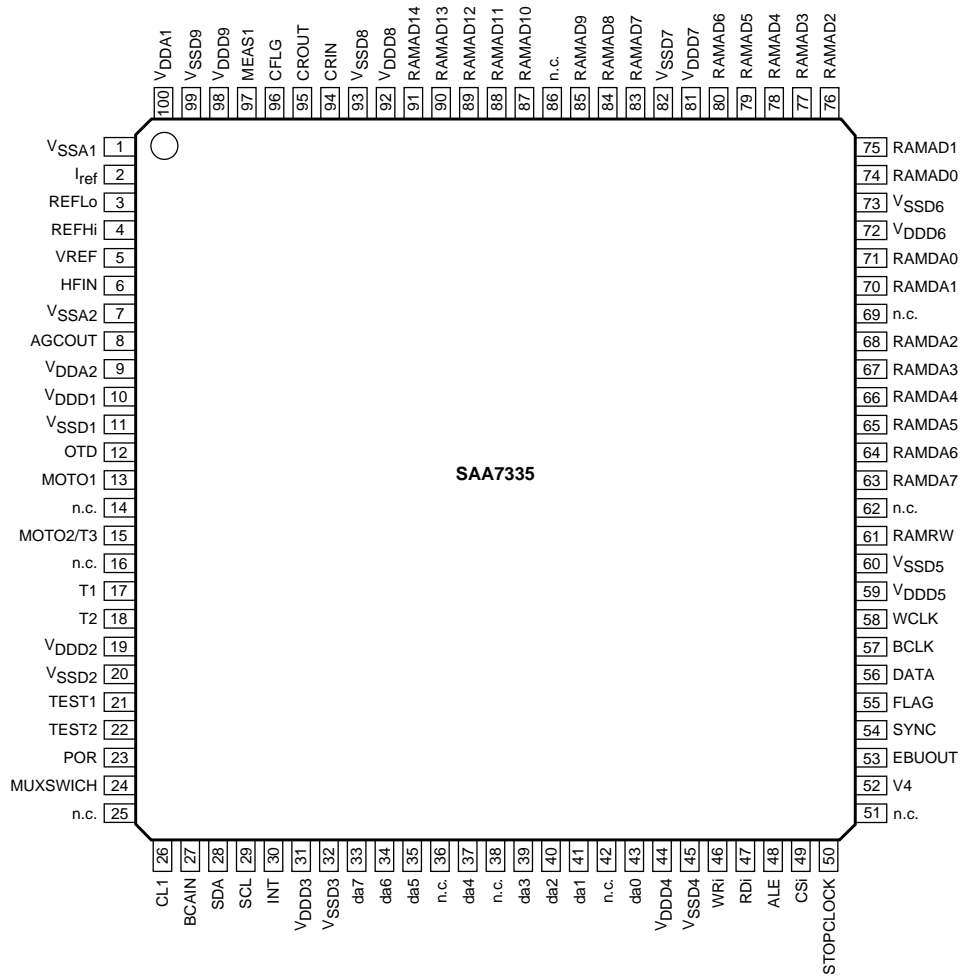 VDDA1
VSSD9
VDDD9
MEAS1
CFLG
CROUT
CRIN
VSSD8
VDDD8
RAMAD14
RAMAD13
RAMAD12
RAMAD11
RAMAD10
n.c.
RAMAD9
RAMAD8
RAMAD7
VSSD7
VDDD7
RAMAD6
RAMAD5
RAMAD4
RAMAD3
RAMAD2
100
99
98
97
96
95
94
93
92
91
90
89
88
87
86
85
84
83
82
81
80
79
78
77
76
VSSA1 1
Iref 2
REFLo 3
REFHi 4
VREF 5
HFIN 6
VSSA2 7
AGCOUT 8
VDDA2 9
VDDD1 10
VSSD1 11
OTD 12
MOTO1 13
n.c. 14
MOTO2/T3 15
n.c. 16
T1 17
T2 18
VDDD2 19
VSSD2 20
TEST1 21
TEST2 22
POR 23
MUXSWICH 24
n.c. 25
SAA7335
75 RAMAD1
74 RAMAD0
73 VSSD6
72 VDDD6
71 RAMDA0
70 RAMDA1
69 n.c.
68 RAMDA2
67 RAMDA3
66 RAMDA4
65 RAMDA5
64 RAMDA6
63 RAMDA7
62 n.c.
61 RAMRW
60 VSSD5
59 VDDD5
58 WCLK
57 BCLK
56 DATA
55 FLAG
54 SYNC
53 EBUOUT
52 V4
51 n.c.
26
27
28
29
30
31
32
33
34
35
36
37
38
39
40
41
42
43
44
45
46
47
48
49
50
CL1
BCAIN
SDA
SCL
INT
VDDD3
VSSD3
da7
da6
da5
n.c.
da4
n.c.
da3
da2
da1
n.c.
da0
VDDD4
VSSD4
WRi
RDi
ALE
CSi
STOPCLOCK